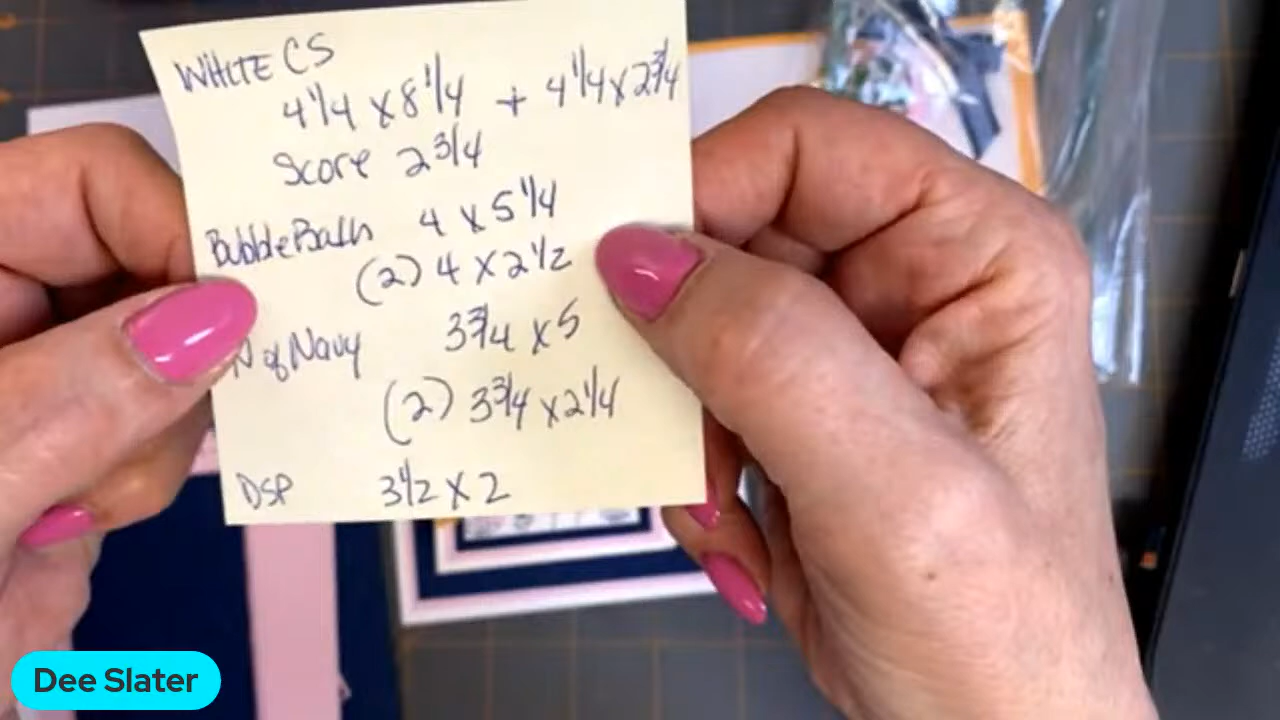 WHITE CS
4 1/4 x 8 1/4 + 4 1/4 x 2 3/4
Score 2 3/4
Bubble Bath 4 x 5 1/4
(2) 4 x 2 1/2
N of Navy 3 3/4 x 5
(2) 3 3/4 x 2 1/4
DSP 3 1/2 x 2
Dee Slater